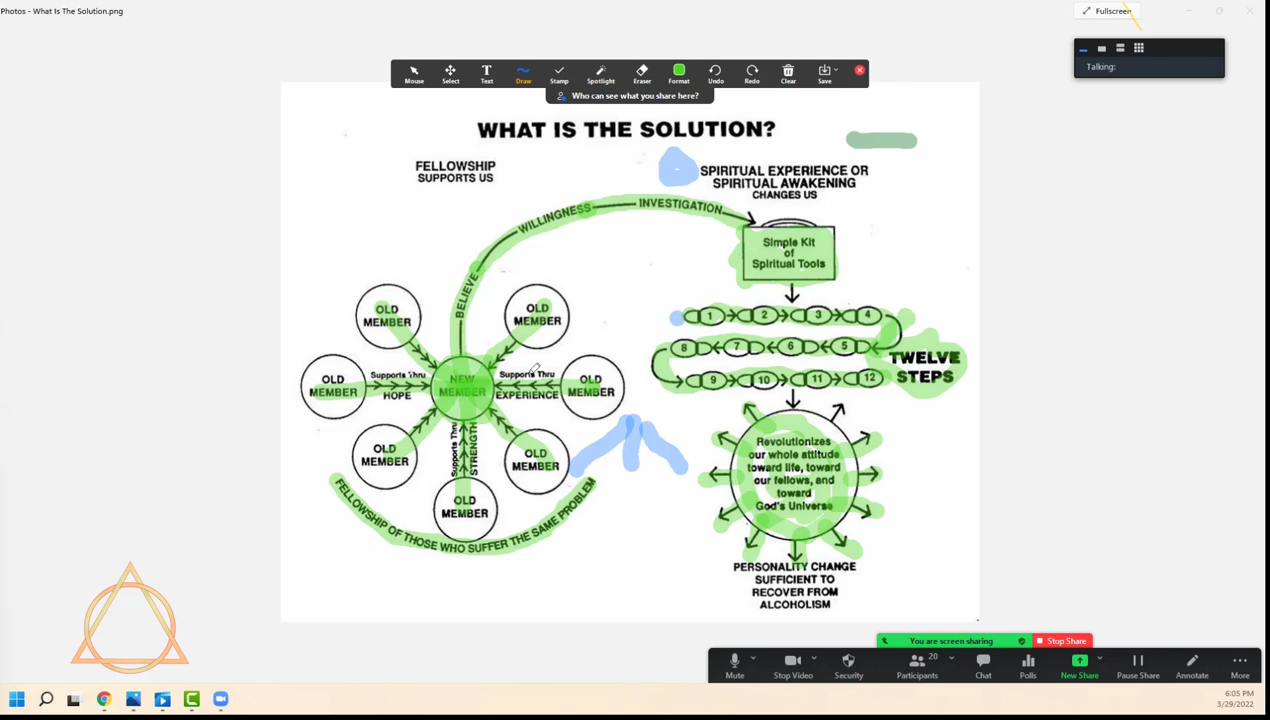 Photos - What Is The Solution.png
Fullscreen
Talking:
Mouse
Select
Text
Draw
Stamp
Spotlight
Eraser
Format
Undo
Redo
Clear
Save
Who can see what you share here?
WHAT IS THE SOLUTION?
FELLOWSHIP
SUPPORTS US
SPIRITUAL EXPERIENCE OR
SPIRITUAL AWAKENING
CHANGES US
BELIEVE
WILLINGNESS
INVESTIGATION
Simple Kit
of
Spiritual Tools
OLD
MEMBER
OLD
MEMBER
OLD
MEMBER
Supports Thru
HOPE
NEW
MEMBER
Supports Thru
EXPERIENCE
OLD
MEMBER
OLD
MEMBER
Supports Thru
STRENGTH
OLD
MEMBER
OLD
MEMBER
FELLOWSHIP OF THOSE WHO SUFFER THE SAME PROBLEM
1 2 3 4
8 7 6 5
9 10 11 12
TWELVE
STEPS
Revolutionizes
our whole attitude
toward life, toward
our fellows, and
toward
God's Universe
PERSONALITY CHANGE
SUFFICIENT TO
RECOVER FROM
ALCOHOLISM
You are screen sharing
Stop Share
Mute
Stop Video
Security
Participants
20
Chat
Polls
New Share
Pause Share
Annotate
More
6:05 PM
3/29/2022